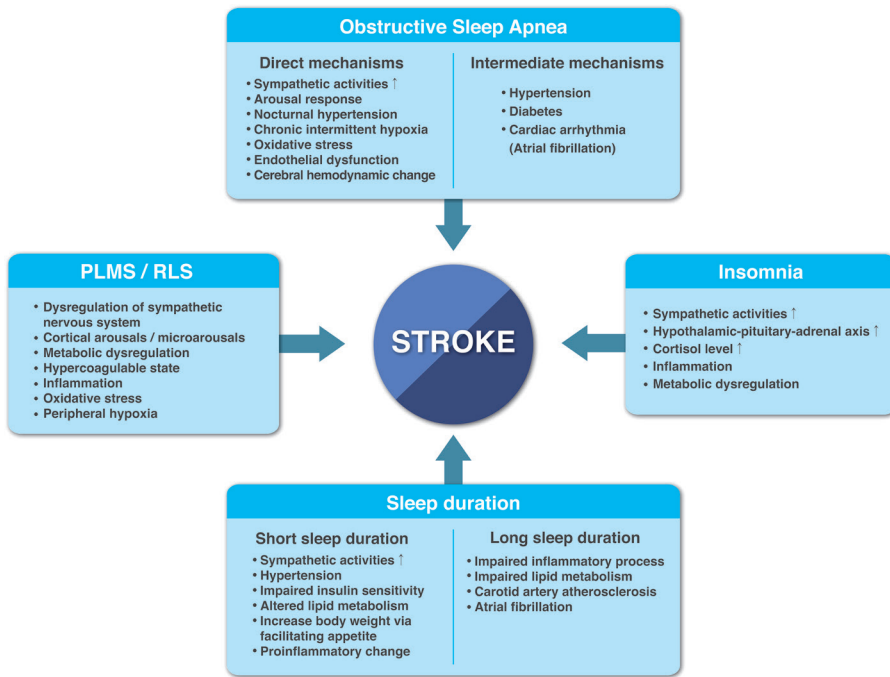 Obstructive Sleep Apnea
Direct mechanisms
• Sympathetic activities ↑
• Arousal response
• Nocturnal hypertension
• Chronic intermittent hypoxia
• Oxidative stress
• Endothelial dysfunction
• Cerebral hemodynamic change
Intermediate mechanisms
• Hypertension
• Diabetes
• Cardiac arrhythmia
(Atrial fibrillation)
PLMS / RLS
• Dysregulation of sympathetic
nervous system
• Cortical arousals / microarousals
• Metabolic dysregulation
• Hypercoagulable state
• Inflammation
• Oxidative stress
• Peripheral hypoxia
STROKE
Insomnia
• Sympathetic activities ↑
• Hypothalamic-pituitary-adrenal axis ↑
• Cortisol level ↑
• Inflammation
• Metabolic dysregulation
Sleep duration
Short sleep duration
• Sympathetic activities ↑
• Hypertension
• Impaired insulin sensitivity
• Altered lipid metabolism
• Increase body weight via
facilitating appetite
• Proinflammatory change
Long sleep duration
• Impaired inflammatory process
• Impaired lipid metabolism
• Carotid artery atherosclerosis
• Atrial fibrillation